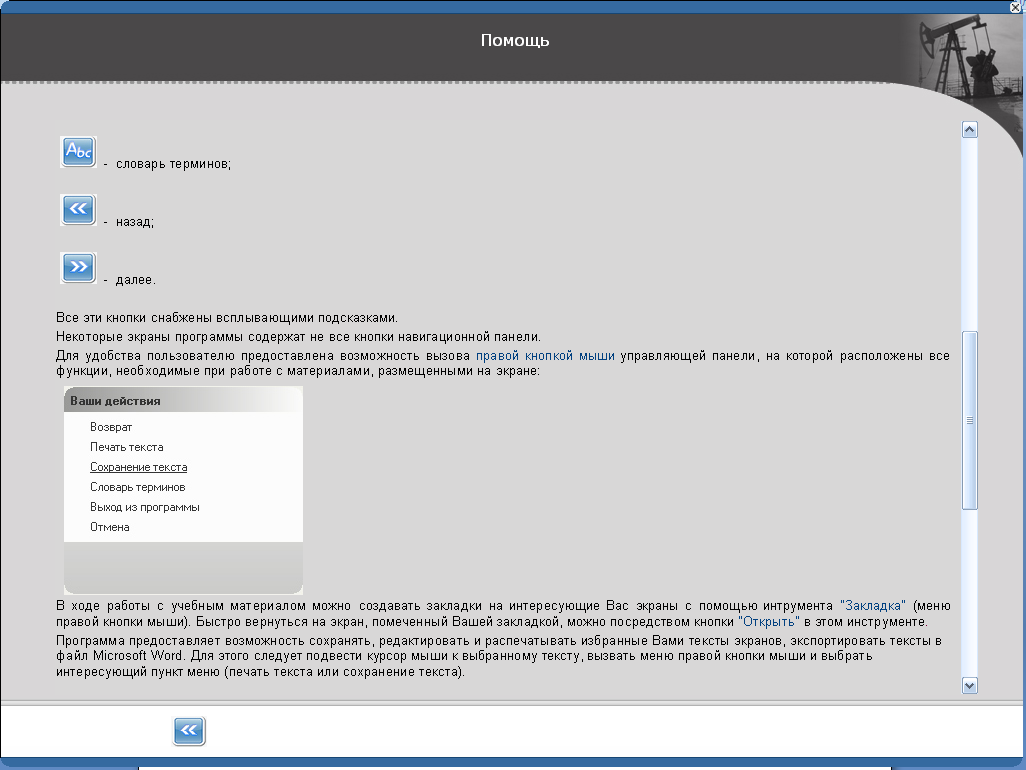 Помощь
Abc - словарь терминов;
« - назад;
» - далее.
Все эти кнопки снабжены всплывающими подсказками.
Некоторые экраны программы содержат не все кнопки навигационной панели.
Для удобства пользователю предоставлена возможность вызова правой кнопкой мыши управляющей панели, на которой расположены все
функции, необходимые при работе с материалами, размещенными на экране:
Ваши действия
Возврат
Печать текста
Сохранение текста
Словарь терминов
Выход из программы
Отмена
В ходе работы с учебным материалом можно создавать закладки на интересующие Вас экраны с помощью интрумента "Закладка" (меню
правой кнопки мыши). Быстро вернуться на экран, помеченный Вашей закладкой, можно посредством кнопки "Открыть" в этом инструменте.
Программа предоставляет возможность сохранять, редактировать и распечатывать избранные Вами тексты экранов, экспортировать тексты в
файл Microsoft Word. Для этого следует подвести курсор мыши к выбранному тексту, вызвать меню правой кнопки мыши и выбрать
интересующий пункт меню (печать текста или сохранение текста).
«